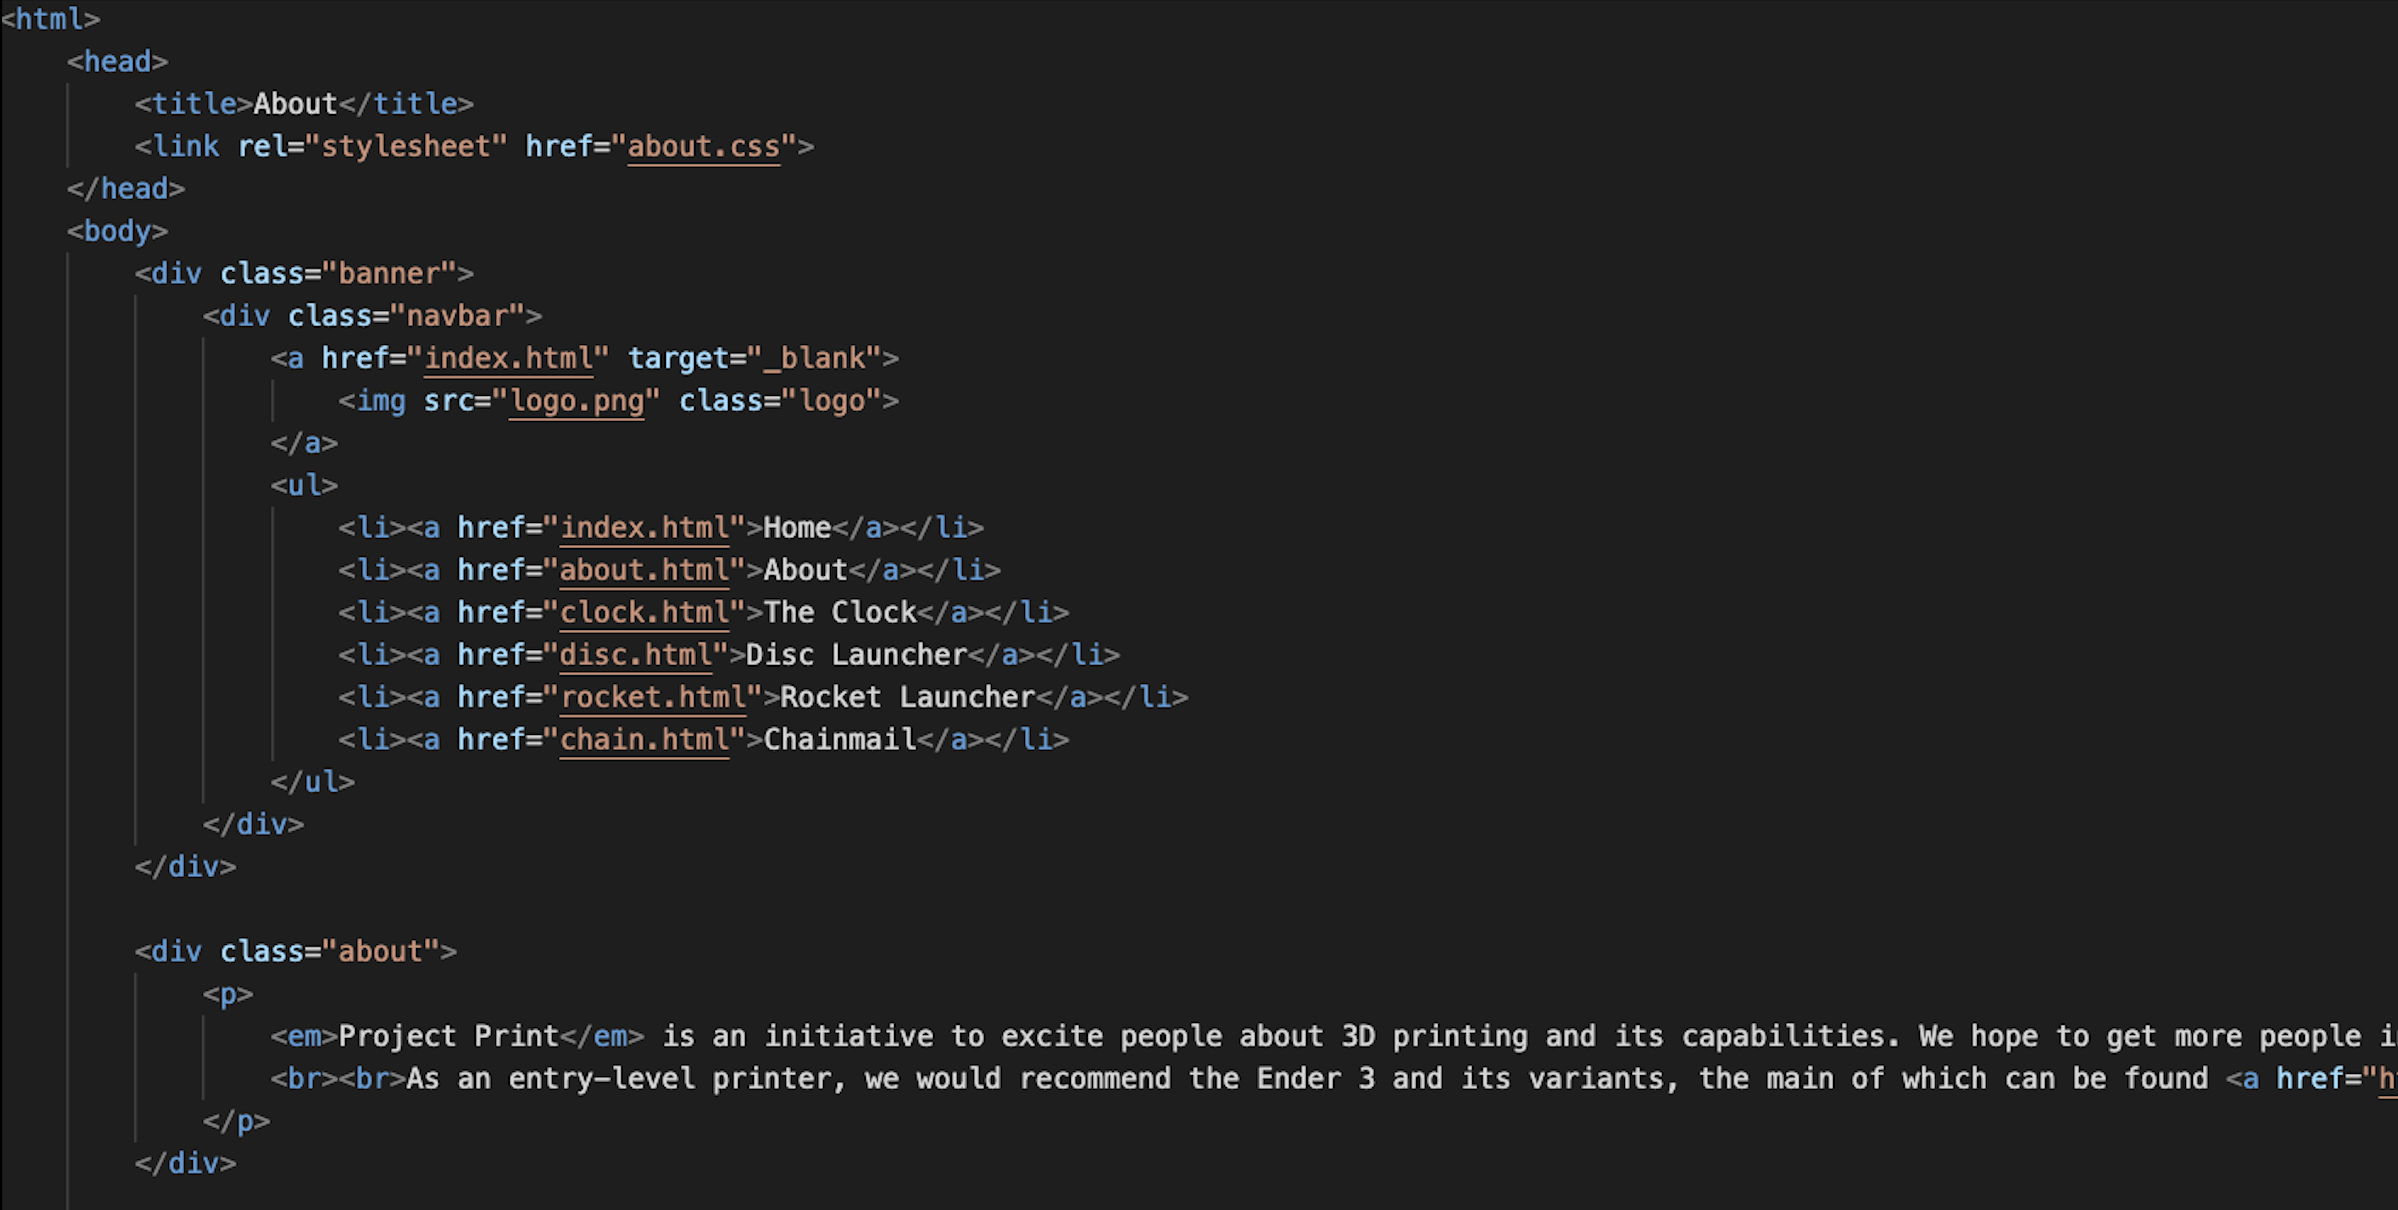 <html>
<head>
<title>About</title>
<link rel="stylesheet" href="about.css">
</head>
<body>
<div class="banner">
<div class="navbar">
<a href="index.html" target="_blank">
<img src="logo.png" class="logo">
</a>
<ul>
<li><a href="index.html">Home</a></li>
<li><a href="about.html">About</a></li>
<li><a href="clock.html">The Clock</a></li>
<li><a href="disc.html">Disc Launcher</a></li>
<li><a href="rocket.html">Rocket Launcher</a></li>
<li><a href="chain.html">Chainmail</a></li>
</ul>
</div>
</div>
<div class="about">
<p>
<em>Project Print</em> is an initiative to excite people about 3D printing and its capabilities. We hope to get more people
<br><br>As an entry-level printer, we would recommend the Ender 3 and its variants, the main of which can be found <a href="
</p>
</div>